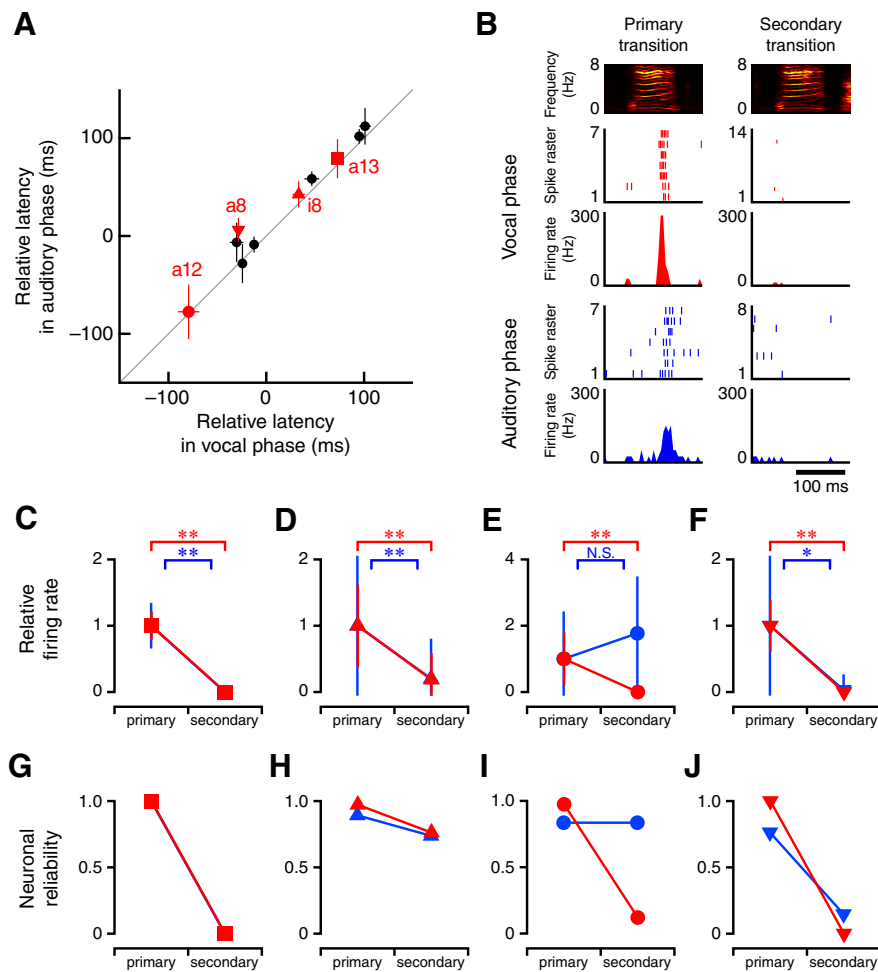 A
Relative latency
in auditory phase (ms)
100
0
−100
a13
i8
a8
a12
−100
0
100
Relative latency
in vocal phase (ms)
B
Primary
transition
Secondary
transition
Frequency
(Hz)
8
0
8
0
Vocal phase
Spike raster
7
1
14
1
Firing rate
(Hz)
300
0
300
0
Auditory phase
Spike raster
7
1
8
1
Firing rate
(Hz)
300
0
300
0
100 ms
C
**
**
Relative
firing rate
2
1
0
primary
secondary
D
**
**
2
1
0
primary
secondary
E
**
N.S.
4
2
0
primary
secondary
F
**
*
2
1
0
primary
secondary
G
Neuronal
reliability
1.0
0.5
0
primary
secondary
H
1.0
0.5
0
primary
secondary
I
1.0
0.5
0
primary
secondary
J
1.0
0.5
0
primary
secondary